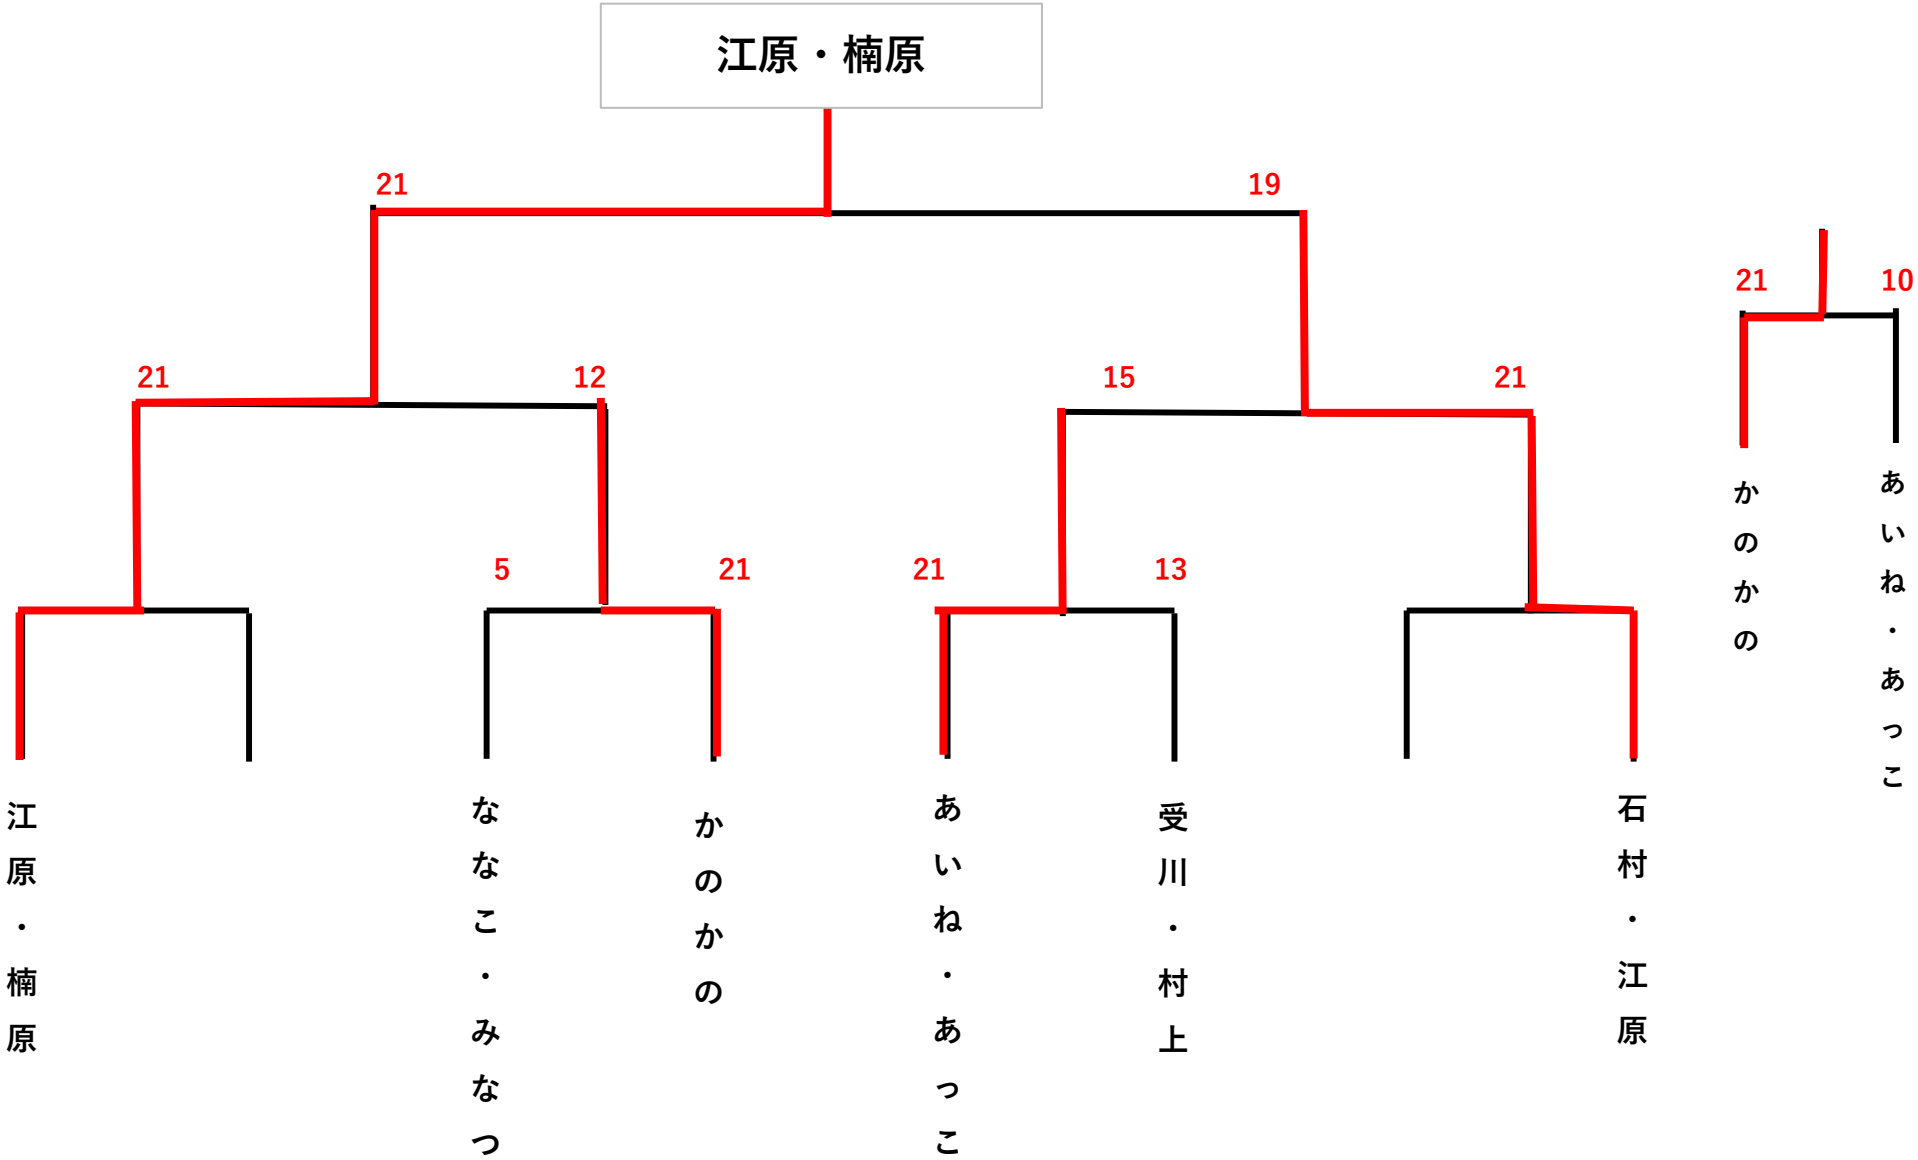 江原・楠原
21
19
21
10
21
12
15
21
5
21
21
13
かのかの
あいね・あっこ
江原・楠原
ななこ・みなつ
かのかの
あいね・あっこ
受川・村上
石村・江原